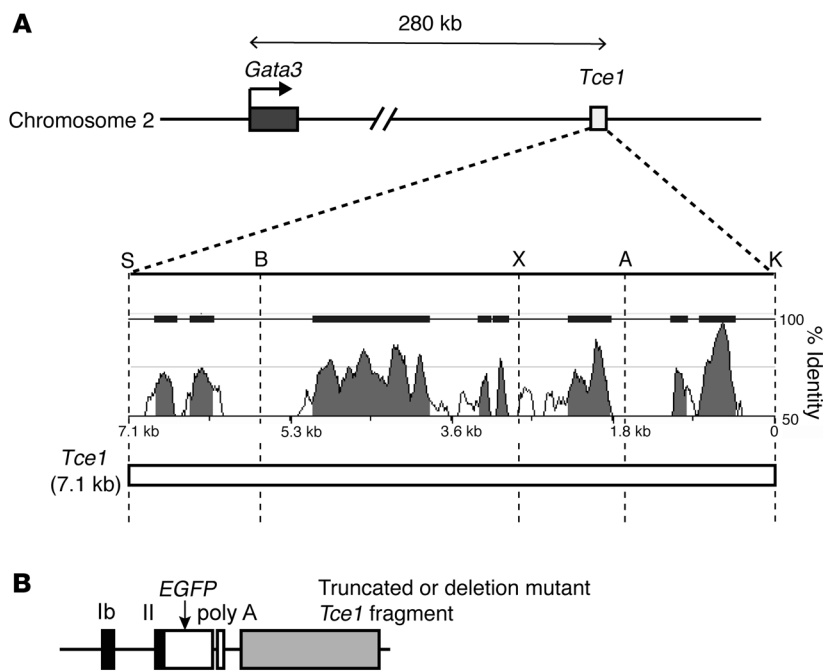 A
280 kb
Gata3
Tce1
Chromosome 2
S B X A K
100
% Identity
50
7.1 kb 5.3 kb 3.6 kb 1.8 kb 0
Tce1
(7.1 kb)
B
EGFP
Truncated or deletion mutant
Ib II poly A Tce1 fragment